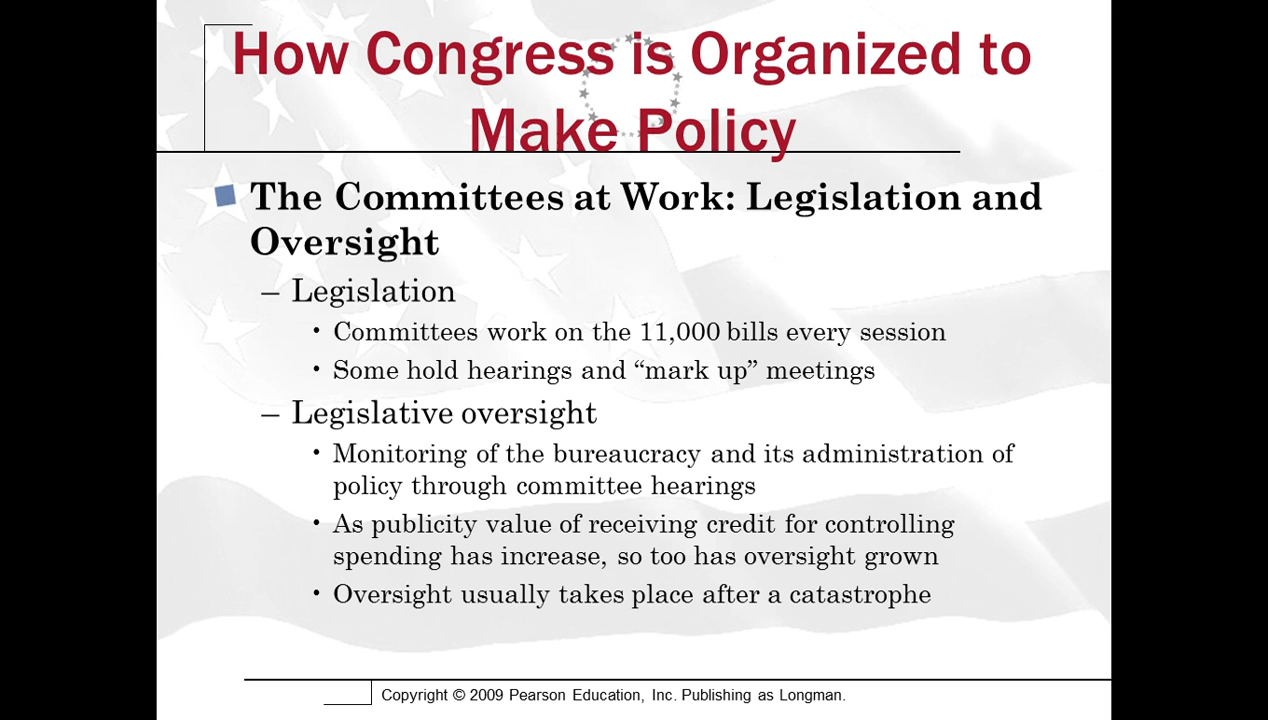 How Congress is Organized to
Make Policy
The Committees at Work: Legislation and
Oversight
– Legislation
• Committees work on the 11,000 bills every session
• Some hold hearings and “mark up” meetings
– Legislative oversight
• Monitoring of the bureaucracy and its administration of
policy through committee hearings
• As publicity value of receiving credit for controlling
spending has increase, so too has oversight grown
• Oversight usually takes place after a catastrophe
Copyright © 2009 Pearson Education, Inc. Publishing as Longman.